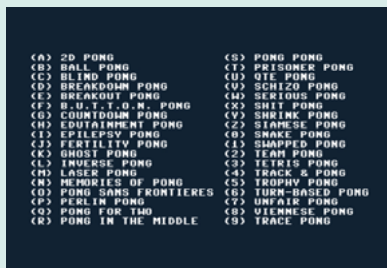 (A) 2D PONG
(B) BALL PONG
(C) BLIND PONG
(D) BREAKDOWN PONG
(E) BREAKOUT PONG
(F) B.U.T.T.O.N. PONG
(G) COUNTDOWN PONG
(H) EDUTAINMENT PONG
(I) EPILEPSY PONG
(J) FERTILITY PONG
(K) GHOST PONG
(L) INVERSE PONG
(M) LASER PONG
(N) MEMORIES OF PONG
(O) PONG SANS FRONTIERES
(P) PERLIN PONG
(Q) PONG FOR TWO
(R) PONG IN THE MIDDLE
(S) PONG PONG
(T) PRISONER PONG
(U) QTE PONG
(V) SCHIZO PONG
(W) SERIOUS PONG
(X) SHIT PONG
(Y) SHRINK PONG
(Z) SIAMESE PONG
(0) SNAKE PONG
(1) SWAPPED PONG
(2) TEAM PONG
(3) TETRIS PONG
(4) TRACK & PONG
(5) TROPHY PONG
(6) TURN-BASED PONG
(7) UNFAIR PONG
(8) VIENNESE PONG
(9) TRACE PONG